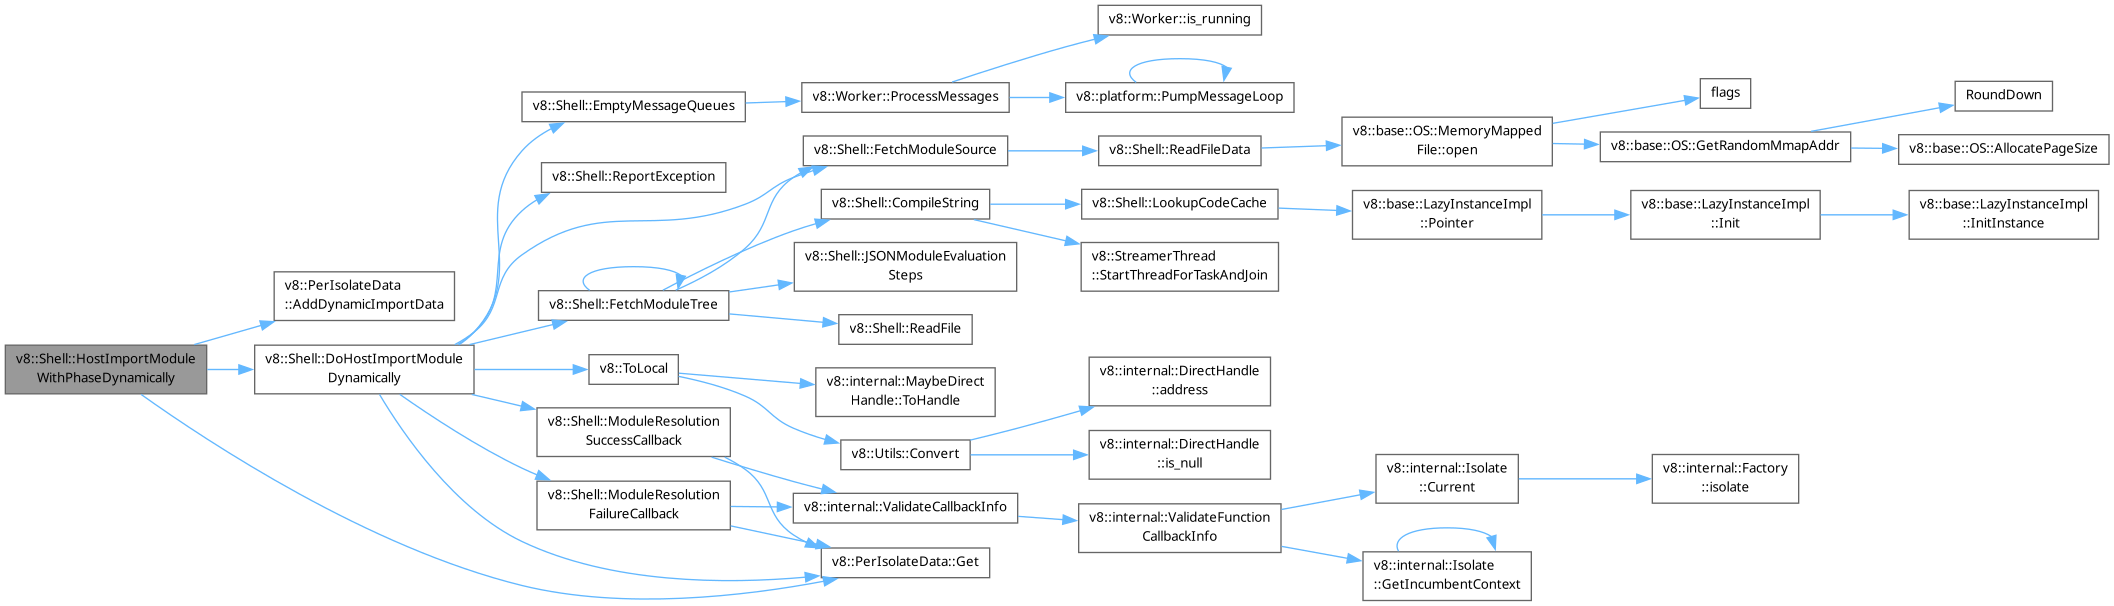 v8::Shell::HostImportModule
WithPhaseDynamically
v8::PerIsolateData
::AddDynamicImportData
v8::Shell::DoHostImportModule
Dynamically
v8::Shell::EmptyMessageQueues
v8::Shell::ReportException
v8::Shell::FetchModuleTree
v8::ToLocal
v8::Shell::ModuleResolution
SuccessCallback
v8::Shell::ModuleResolution
FailureCallback
v8::Worker::ProcessMessages
v8::Shell::FetchModuleSource
v8::Shell::CompileString
v8::Shell::JSONModuleEvaluation
Steps
v8::Shell::ReadFile
v8::internal::MaybeDirect
Handle::ToHandle
v8::Utils::Convert
v8::internal::ValidateCallbackInfo
v8::PerIsolateData::Get
v8::Worker::is_running
v8::platform::PumpMessageLoop
v8::Shell::ReadFileData
v8::Shell::LookupCodeCache
v8::StreamerThread
::StartThreadForTaskAndJoin
v8::internal::DirectHandle
::address
v8::internal::DirectHandle
::is_null
v8::internal::ValidateFunction
CallbackInfo
v8::base::OS::MemoryMapped
File::open
v8::base::LazyInstanceImpl
::Pointer
v8::internal::Isolate
::Current
v8::internal::Isolate
::GetIncumbentContext
flags
v8::base::OS::GetRandomMmapAddr
v8::base::LazyInstanceImpl
::Init
v8::internal::Factory
::isolate
RoundDown
v8::base::OS::AllocatePageSize
v8::base::LazyInstanceImpl
::InitInstance